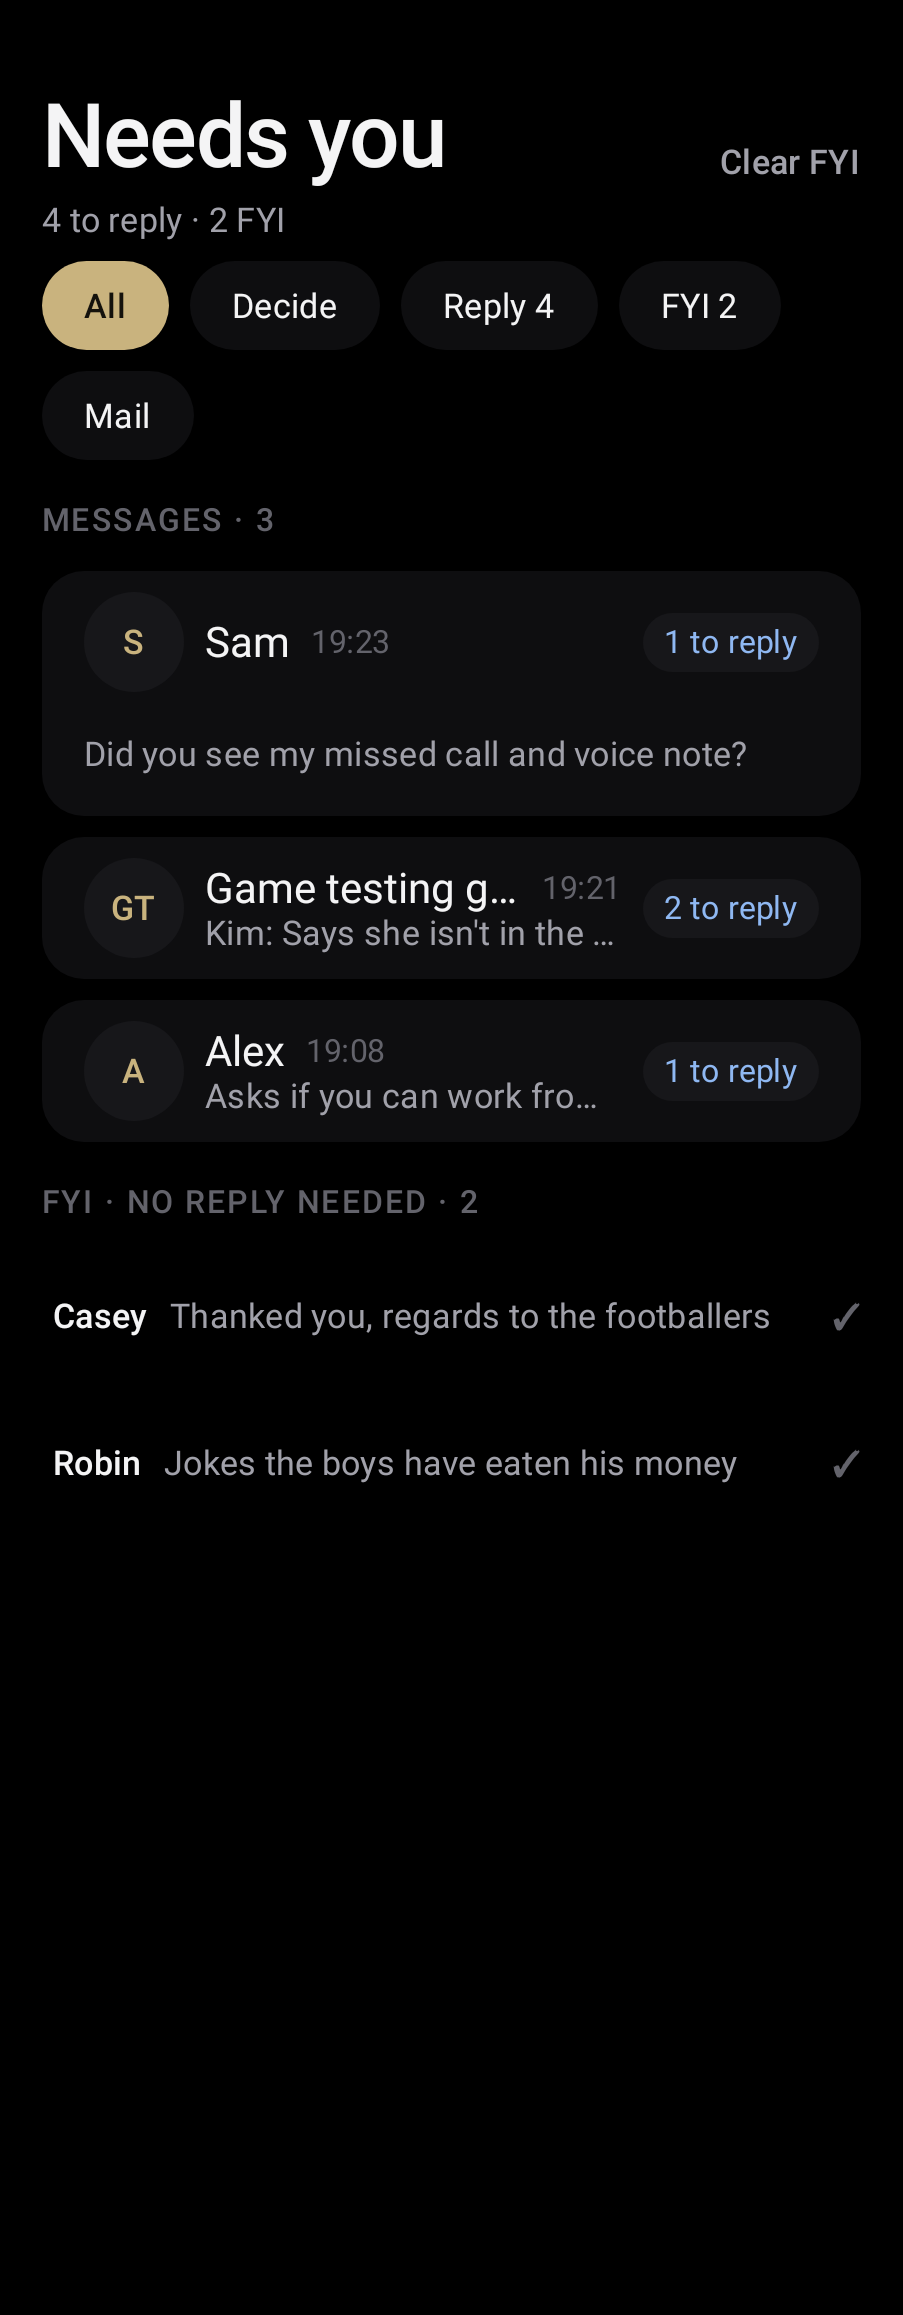 Needs you
Clear FYI
4 to reply · 2 FYI
All Decide Reply 4 FYI 2
Mail
MESSAGES · 3
S Sam 19:23 1 to reply
Did you see my missed call and voice note?
GT Game testing g... 19:21 2 to reply
Kim: Says she isn't in the ...
A Alex 19:08 1 to reply
Asks if you can work fro...
FYI · NO REPLY NEEDED · 2
Casey Thanked you, regards to the footballers ✓
Robin Jokes the boys have eaten his money ✓